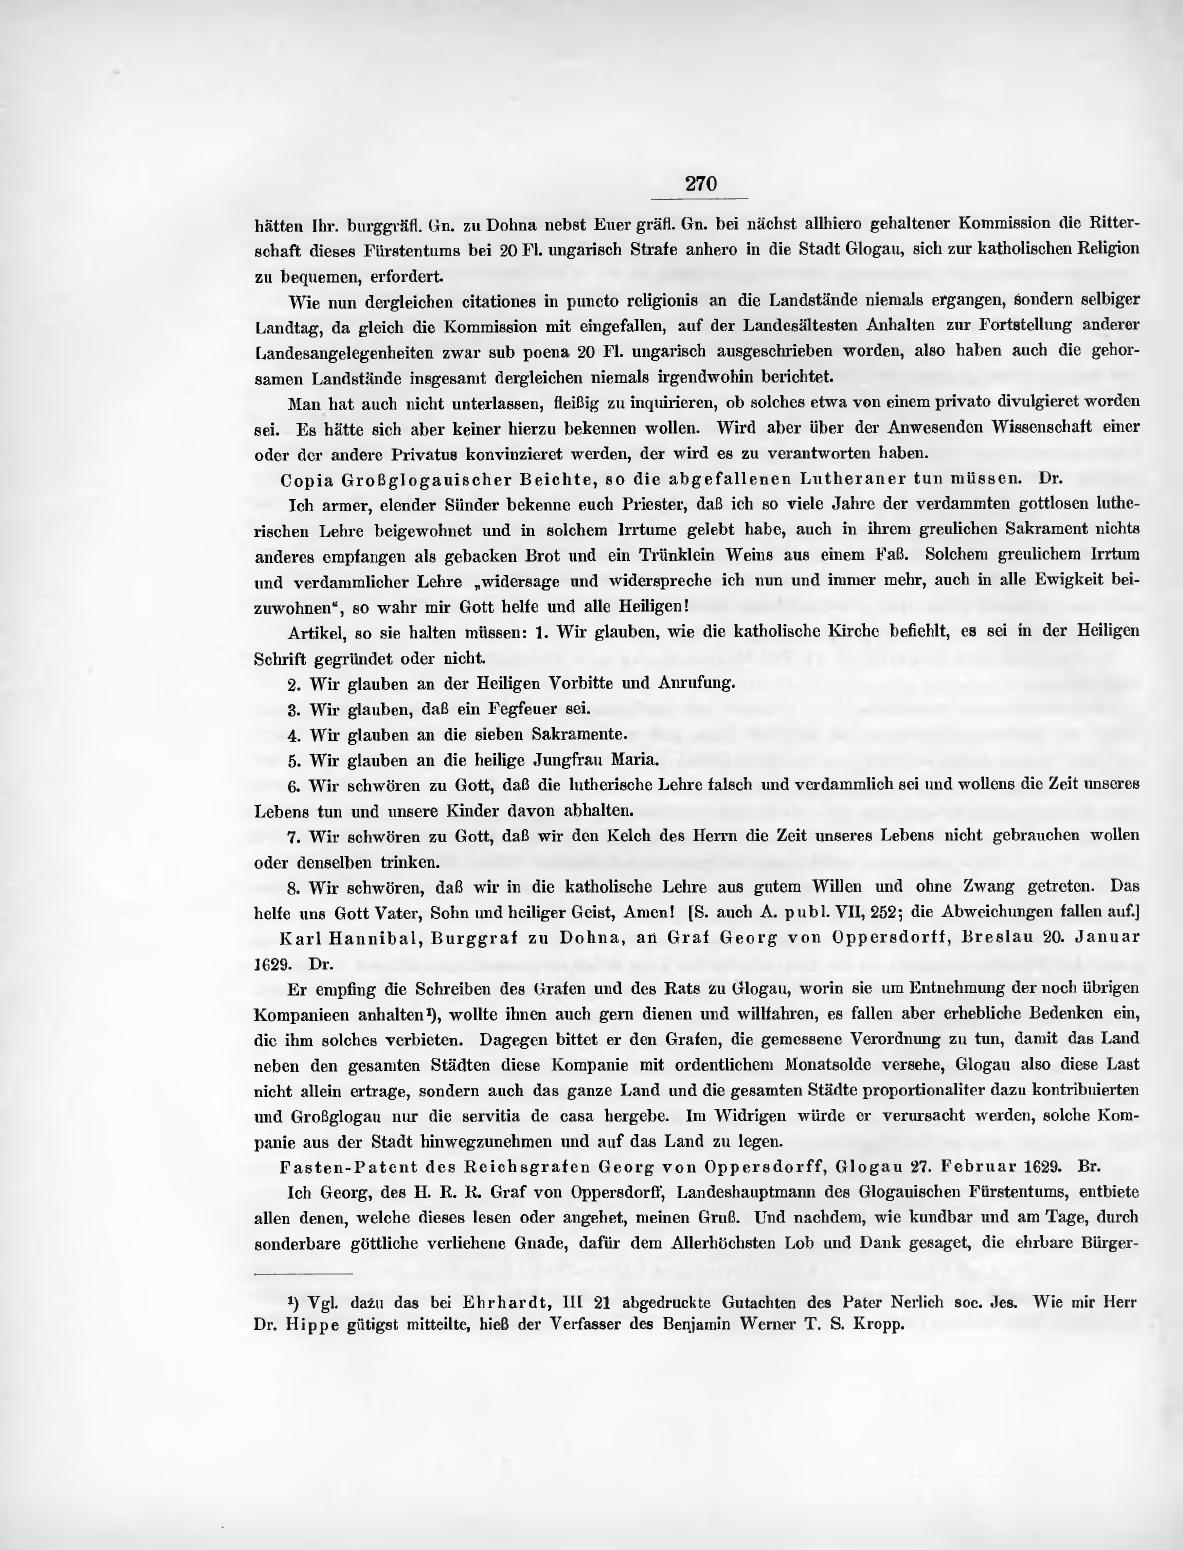 270
hätten Ihr. burggräfl. Gn. zu Dohna nebst Euer gräfl. Gn. bei nächst allhiero gehaltener Kommission die Ritter-
schaft dieses Fürstentums bei 20 Fl. ungarisch Strafe anhero in die Stadt Glogau, sich zur katholischen Religion
zu bequemen, erfordert.
Wie nun dergleichen citationes in puncto religionis an die Landstände niemals ergangen, sondern selbiger
Landtag, da gleich die Kommission mit eingefallen, auf der Landesältesten Anhalten zur Fortstellung anderer
Landesangelegenheiten zwar sub poena 20 Fl. ungarisch ausgeschrieben worden, also haben auch die gehor-
samen Landstände insgesamt dergleichen niemals irgendwohin berichtet.
Man hat auch nicht unterlassen, fleißig zu inquirieren, ob solches etwa von einem privato divulgieret worden
sei. Es hätte sich aber keiner hierzu bekennen wollen. Wird aber über der Anwesenden Wissenschaft einer
oder der andere Privatus konvinzieret werden, der wird es zu verantworten haben.
Copia Großglogauischer Beichte, so die abgefallenen Lutheraner tun müssen. Dr.
Ich armer, elender Sünder bekenne euch Priester, daß ich so viele Jahre der verdammten gottlosen luthe-
rischen Lehre beigewohnet und in solchem Irrtume gelebt habe, auch in ihrem greulichen Sakrament nichts
anderes empfangen als gebacken Brot und ein Trünklein Weins aus einem Faß. Solchem greulichem Irrtum
und verdammlicher Lehre „widersage und widerspreche ich nun und immer mehr, auch in alle Ewigkeit bei-
zuwohnen“, so wahr mir Gott helfe und alle Heiligen!
Artikel, so sie halten müssen: 1. Wir glauben, wie die katholische Kirche befiehlt, es sei in der Heiligen
Schrift gegründet oder nicht.
2. Wir glauben an der Heiligen Vorbitte und Anrufung.
3. Wir glauben, daß ein Fegfeuer sei.
4. Wir glauben an die sieben Sakramente.
5. Wir glauben an die heilige Jungfrau Maria.
6. Wir schwören zu Gott, daß die lutherische Lehre falsch und verdammlich sei und wollens die Zeit unseres
Lebens tun und unsere Kinder davon abhalten.
7. Wir schwören zu Gott, daß wir den Kelch des Herrn die Zeit unseres Lebens nicht gebrauchen wollen
oder denselben trinken.
8. Wir schwören, daß wir in die katholische Lehre aus gutem Willen und ohne Zwang getreten. Das
helfe uns Gott Vater, Sohn und heiliger Geist, Amen! [S. auch A. publ. VII, 252; die Abweichungen fallen auf.]
Karl Hannibal, Burggraf zu Dohna, an Graf Georg von Oppersdorff, Breslau 20. Januar
1629. Dr.
Er empfing die Schreiben des Grafen und des Rats zu Glogau, worin sie um Entnehmung der noch übrigen
Kompanieen anhalten¹), wollte ihnen auch gern dienen und willfahren, es fallen aber erhebliche Bedenken ein,
die ihm solches verbieten. Dagegen bittet er den Grafen, die gemessene Verordnung zu tun, damit das Land
neben den gesamten Städten diese Kompanie mit ordentlichem Monatsolde versehe, Glogau also diese Last
nicht allein ertrage, sondern auch das ganze Land und die gesamten Städte proportionaliter dazu kontribuierten
und Großglogau nur die servitia de casa hergebe. Im Widrigen würde er verursacht werden, solche Kom-
panie aus der Stadt hinwegzunehmen und auf das Land zu legen.
Fasten-Patent des Reichsgrafen Georg von Oppersdorff, Glogau 27. Februar 1629. Br.
Ich Georg, des H. R. R. Graf von Oppersdorff, Landeshauptmann des Glogauischen Fürstentums, entbiete
allen denen, welche dieses lesen oder angehet, meinen Gruß. Und nachdem, wie kundbar und am Tage, durch
sonderbare göttliche verliehene Gnade, dafür dem Allerhöchsten Lob und Dank gesaget, die ehrbare Bürger-
¹) Vgl. dazu das bei Ehrhardt, III 21 abgedruckte Gutachten des Pater Nerlich soc. Jes. Wie mir Herr
Dr. Hippe gütigst mitteilte, hieß der Verfasser des Benjamin Werner T. S. Kropp.